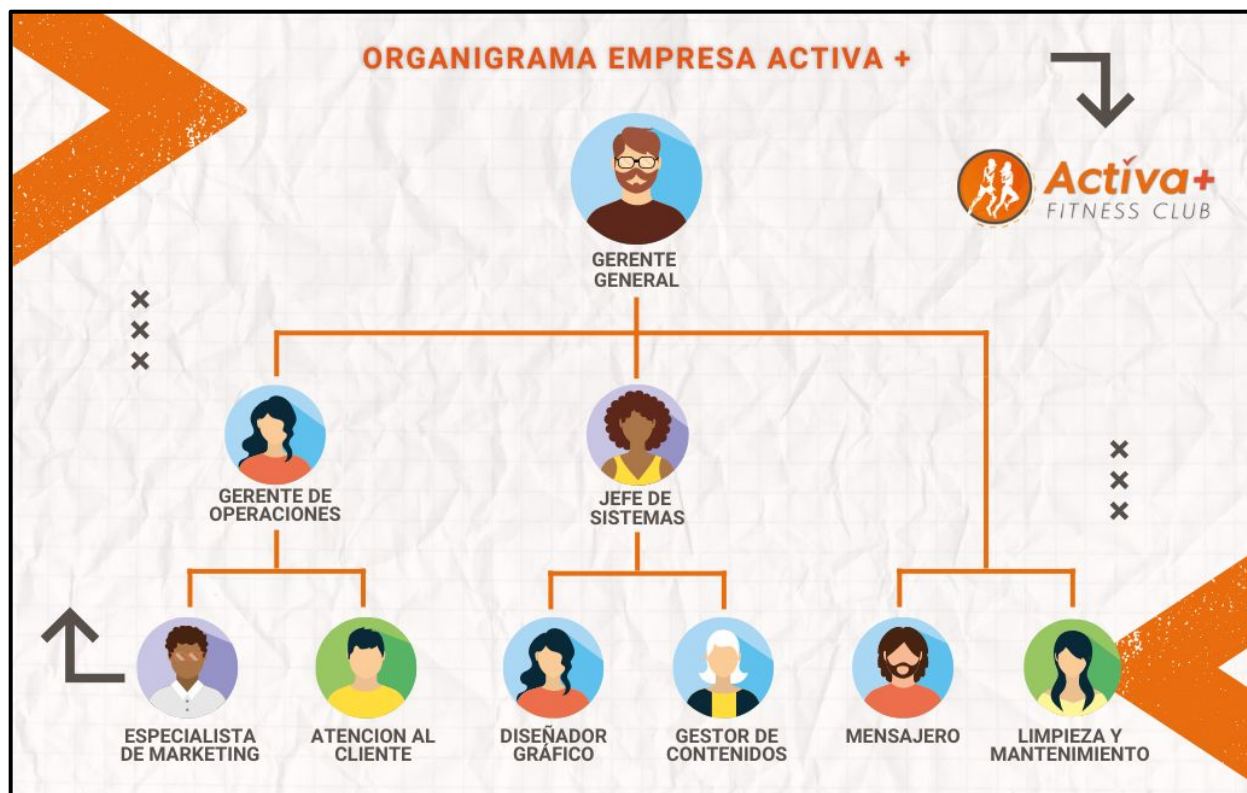 ORGANIGRAMA EMPRESA ACTIVA +
Activa+
FITNESS CLUB
GERENTE
GENERAL
GERENTE DE
OPERACIONES
JEFE DE
SISTEMAS
ESPECIALISTA
DE MARKETING
ATENCION AL
CLIENTE
DISEÑADOR
GRÁFICO
GESTOR DE
CONTENIDOS
MENSAJERO
LIMPIEZA Y
MANTENIMIENTO